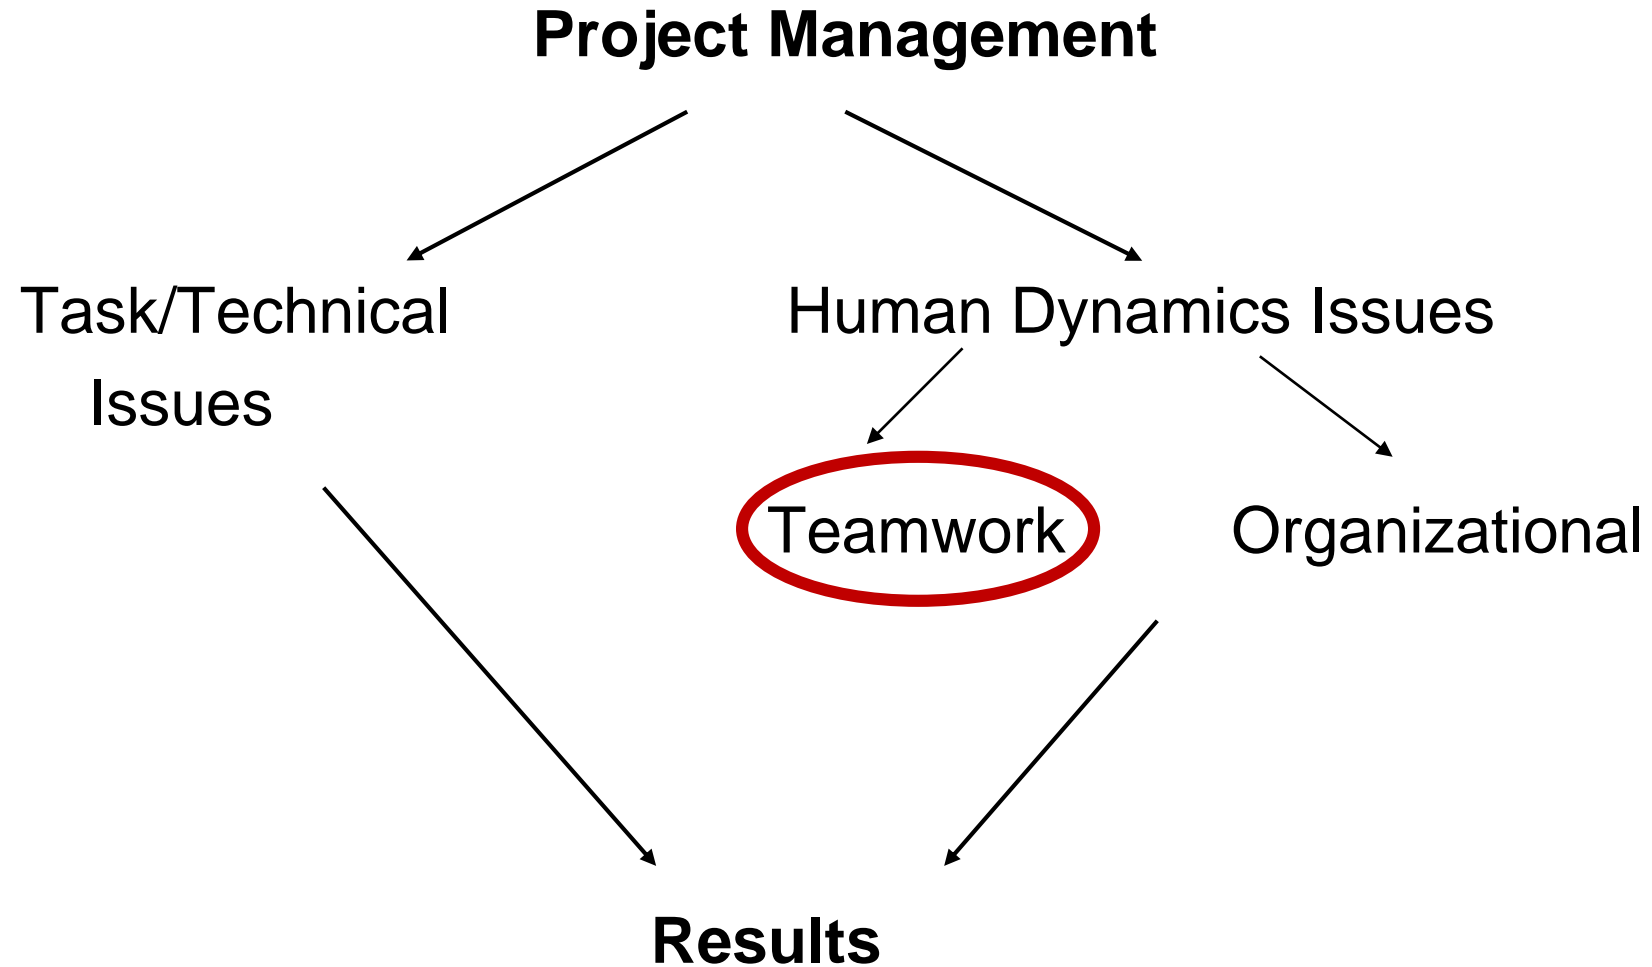 Project Management
Task/Technical
Issues
Human Dynamics Issues
Teamwork
Organizational
Results